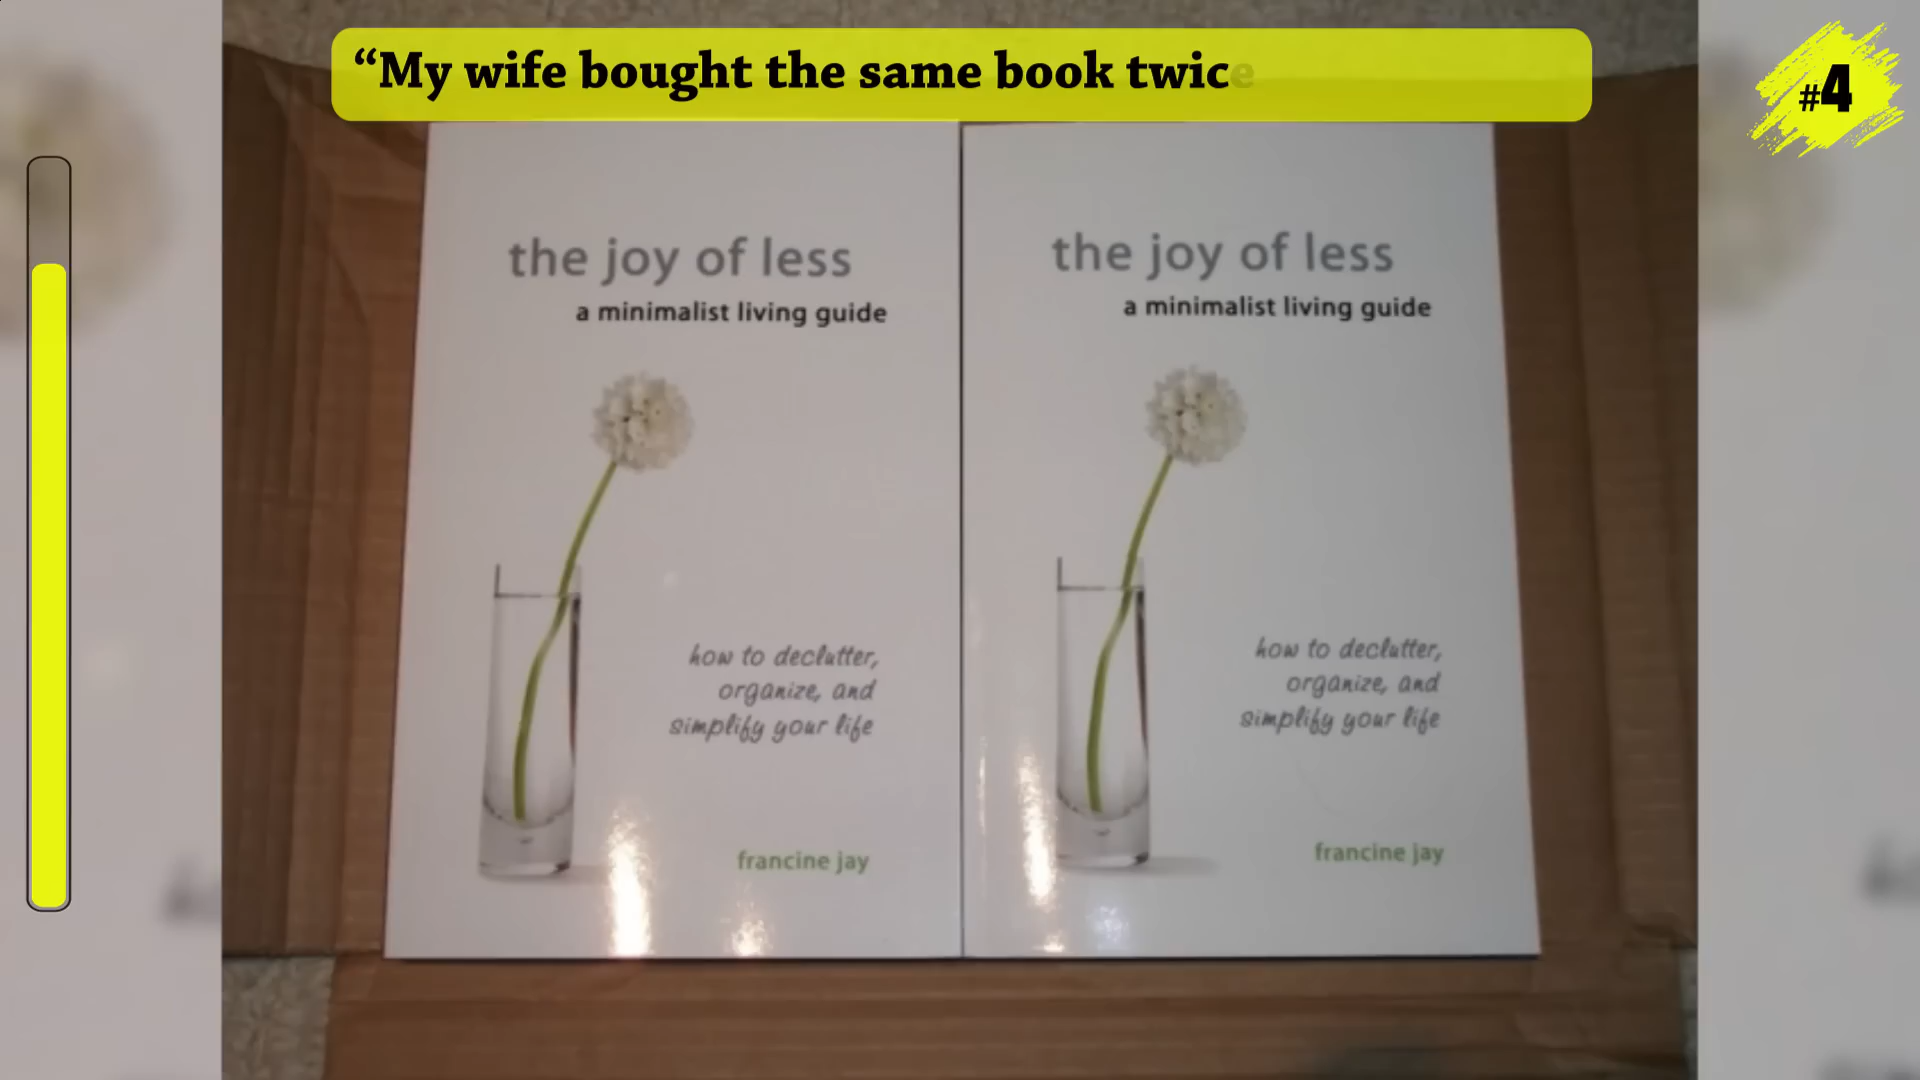 “My wife bought the same book twice
#4
the joy of less
a minimalist living guide
how to declutter,
organize, and
simplify your life
francine jay
the joy of less
a minimalist living guide
how to declutter,
organize, and
simplify your life
francine jay